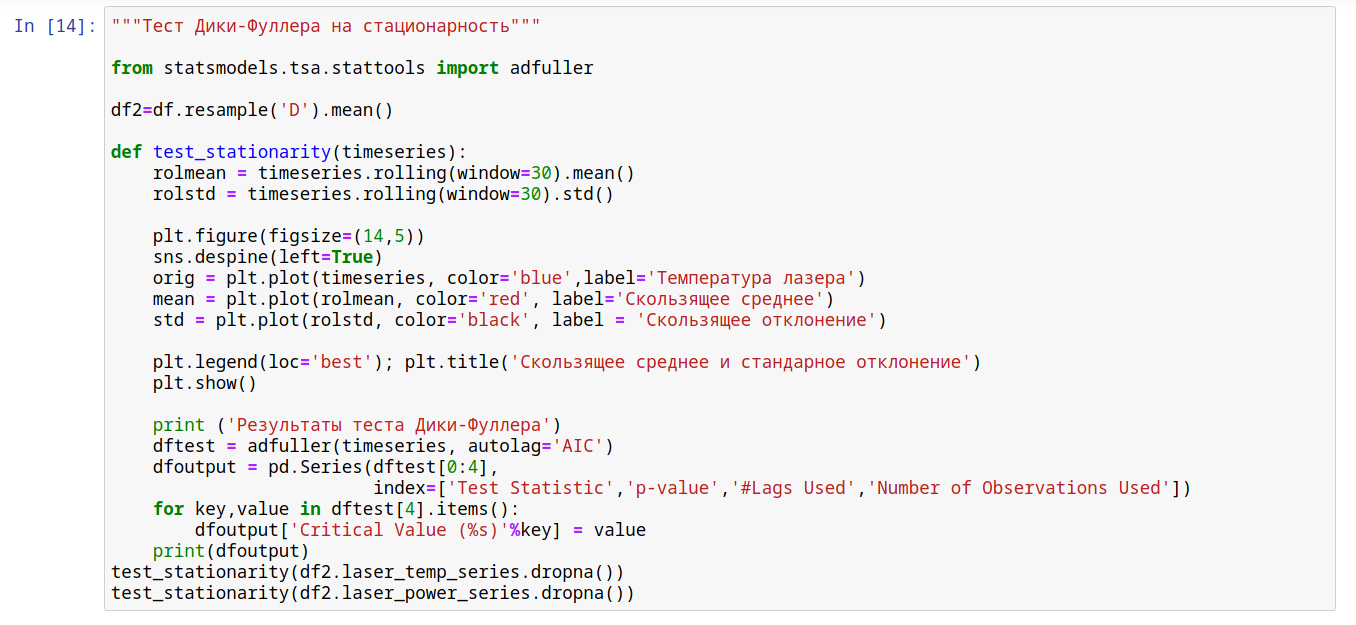 In [14]: """Тест Дики-Фуллера на стационарность"""

from statsmodels.tsa.stattools import adfuller

df2=df.resample('D').mean()

def test_stationarity(timeseries):
    rolmean = timeseries.rolling(window=30).mean()
    rolstd = timeseries.rolling(window=30).std()

    plt.figure(figsize=(14,5))
    sns.despine(left=True)
    orig = plt.plot(timeseries, color='blue',label='Температура лазера')
    mean = plt.plot(rolmean, color='red', label='Скользящее среднее')
    std = plt.plot(rolstd, color='black', label = 'Скользящее отклонение')

    plt.legend(loc='best'); plt.title('Скользящее среднее и стандарное отклонение')
    plt.show()

    print ('Результаты теста Дики-Фуллера')
    dftest = adfuller(timeseries, autolag='AIC')
    dfoutput = pd.Series(dftest[0:4],
                         index=['Test Statistic','p-value','#Lags Used','Number of Observations Used'])
    for key,value in dftest[4].items():
        dfoutput['Critical Value (%s)'%key] = value
    print(dfoutput)
test_stationarity(df2.laser_temp_series.dropna())
test_stationarity(df2.laser_power_series.dropna())